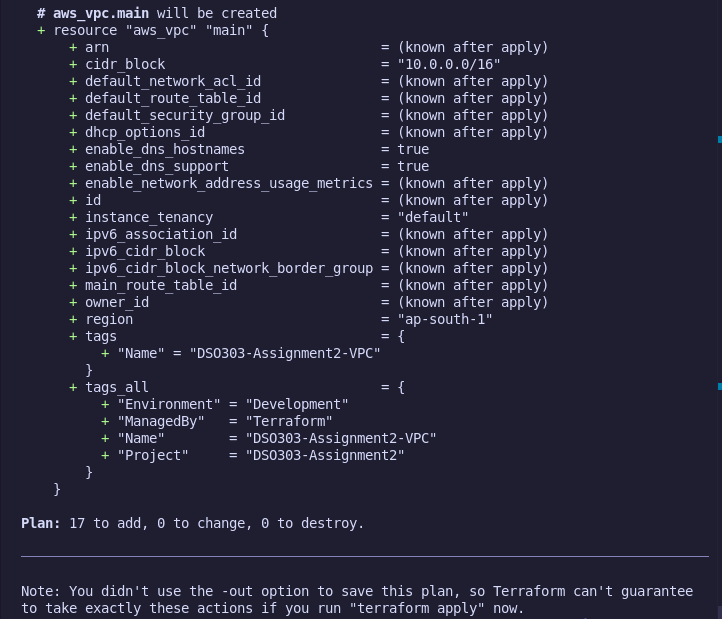 # aws_vpc.main will be created
+ resource "aws_vpc" "main" {
+ arn = (known after apply)
+ cidr_block = "10.0.0.0/16"
+ default_network_acl_id = (known after apply)
+ default_route_table_id = (known after apply)
+ default_security_group_id = (known after apply)
+ dhcp_options_id = (known after apply)
+ enable_dns_hostnames = true
+ enable_dns_support = true
+ enable_network_address_usage_metrics = (known after apply)
+ id = (known after apply)
+ instance_tenancy = "default"
+ ipv6_association_id = (known after apply)
+ ipv6_cidr_block = (known after apply)
+ ipv6_cidr_block_network_border_group = (known after apply)
+ main_route_table_id = (known after apply)
+ owner_id = (known after apply)
+ region = "ap-south-1"
+ tags = {
+ "Name" = "DSO303-Assignment2-VPC"
}
+ tags_all = {
+ "Environment" = "Development"
+ "ManagedBy" = "Terraform"
+ "Name" = "DSO303-Assignment2-VPC"
+ "Project" = "DSO303-Assignment2"
}
}
Plan: 17 to add, 0 to change, 0 to destroy.
Note: You didn't use the -out option to save this plan, so Terraform can't guarantee
to take exactly these actions if you run "terraform apply" now.